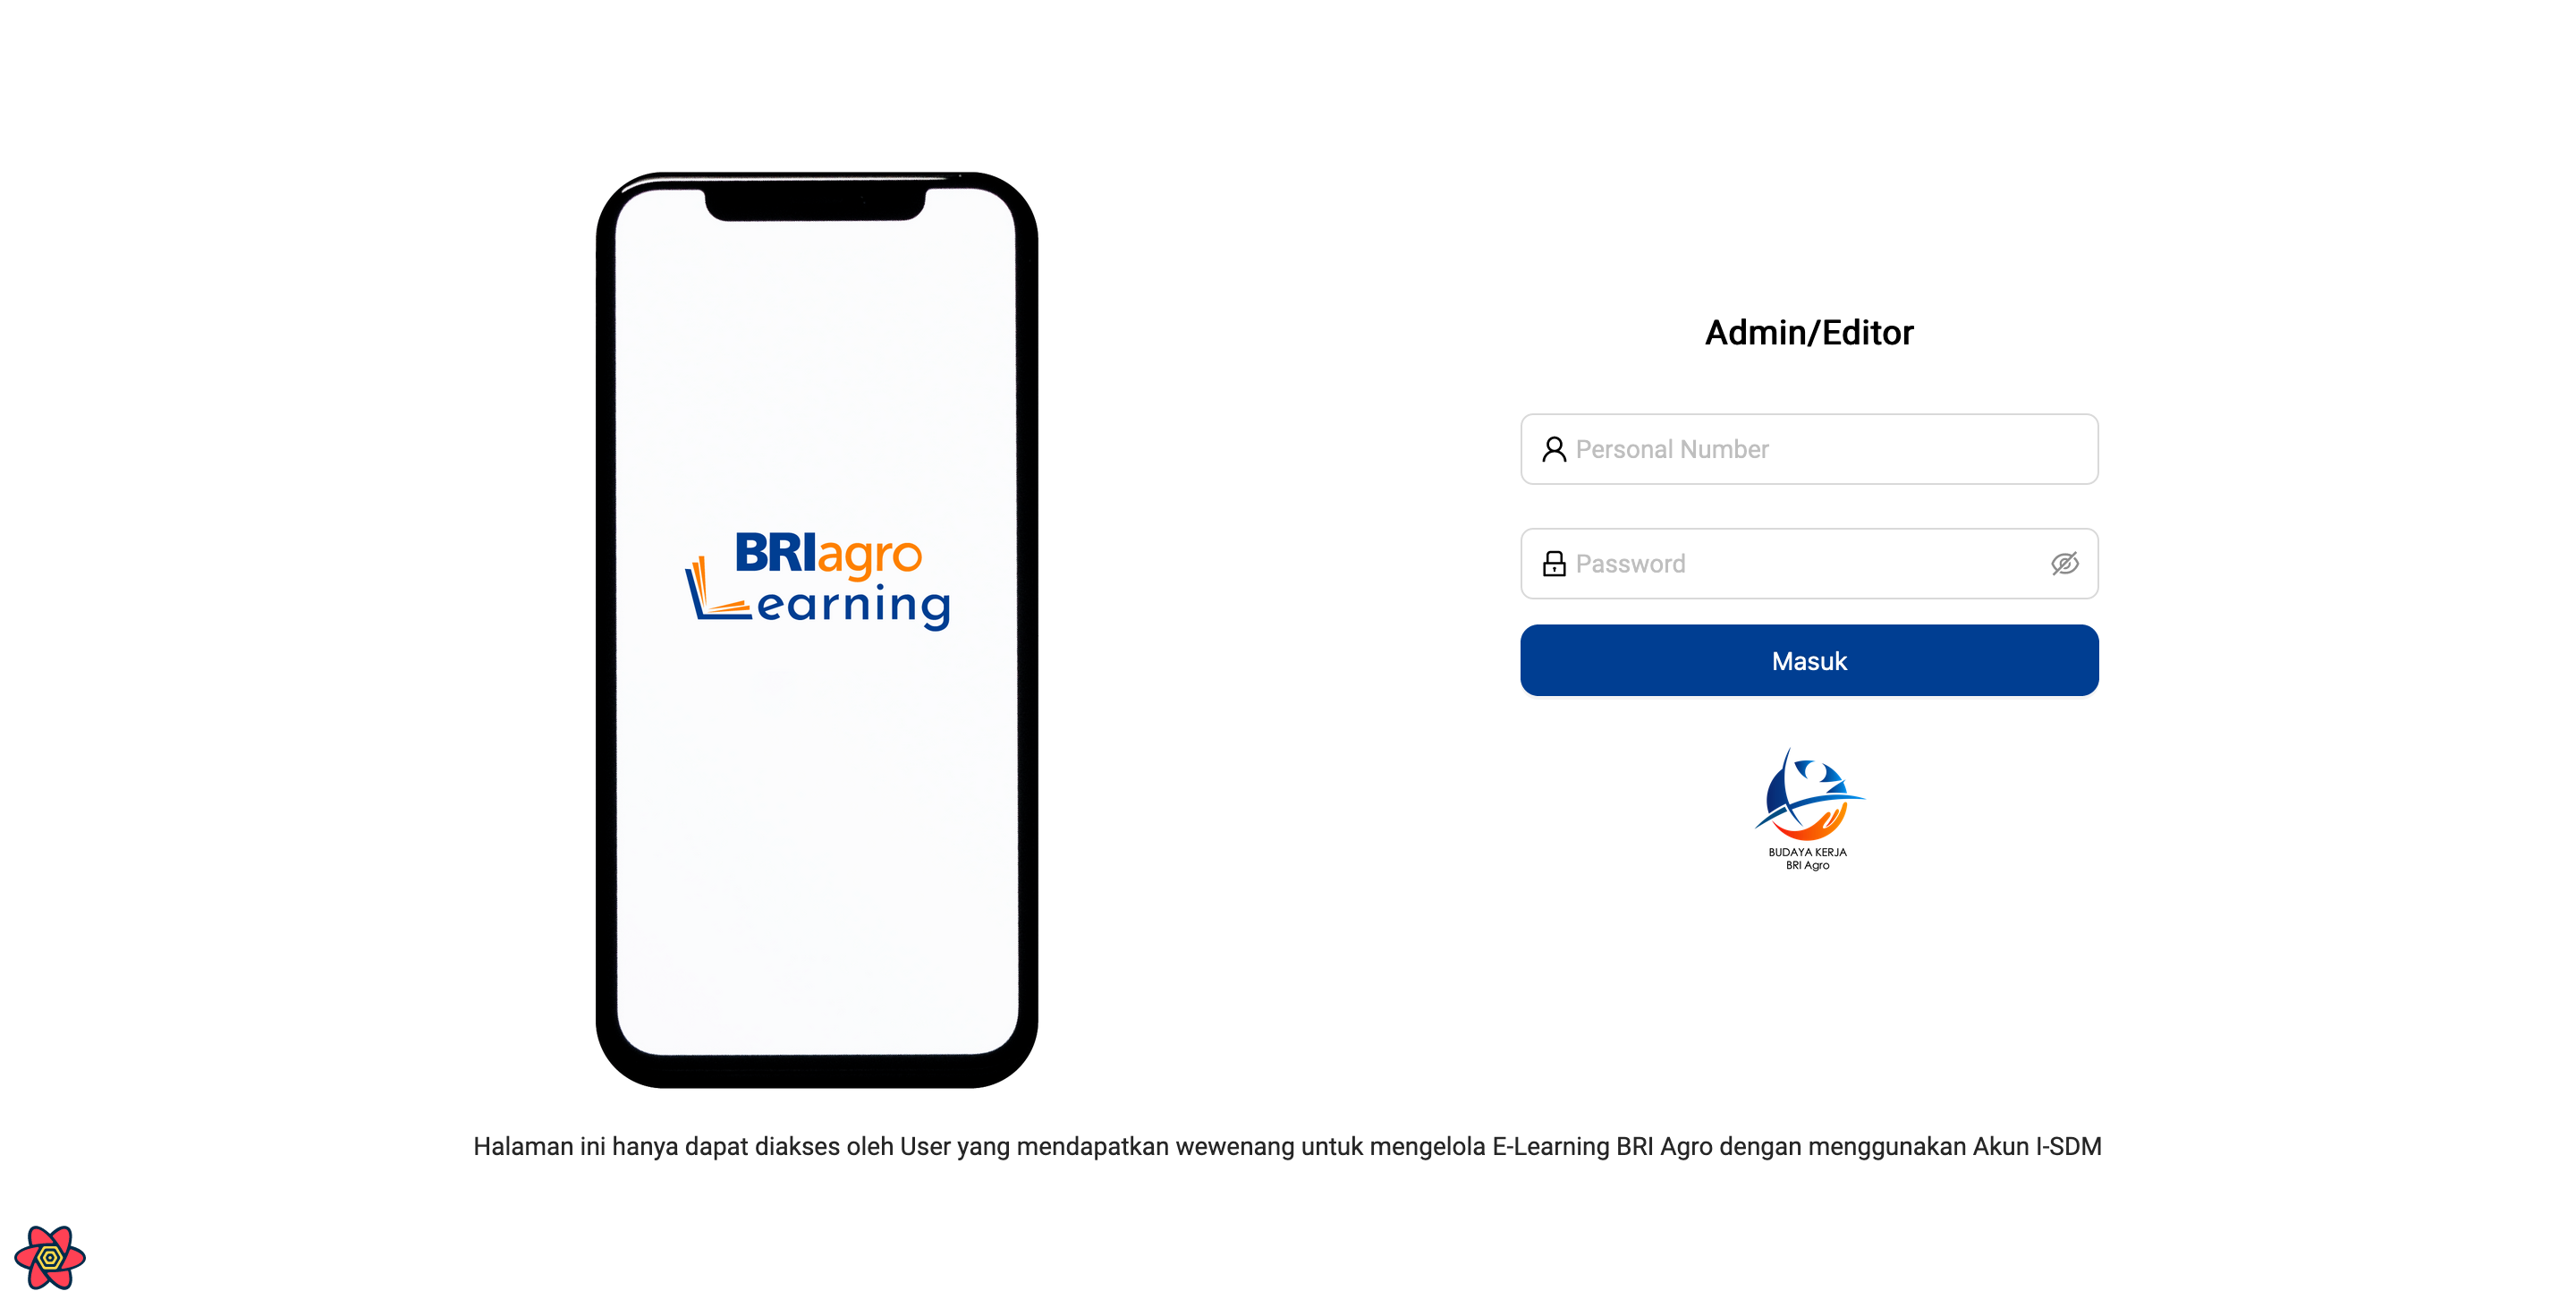 BRIagro
Learning
Admin/Editor
Personal Number
Password
Masuk
BUDAYA KERJA
BRI Agro
Halaman ini hanya dapat diakses oleh User yang mendapatkan wewenang untuk mengelola E-Learning BRI Agro dengan menggunakan Akun I-SDM